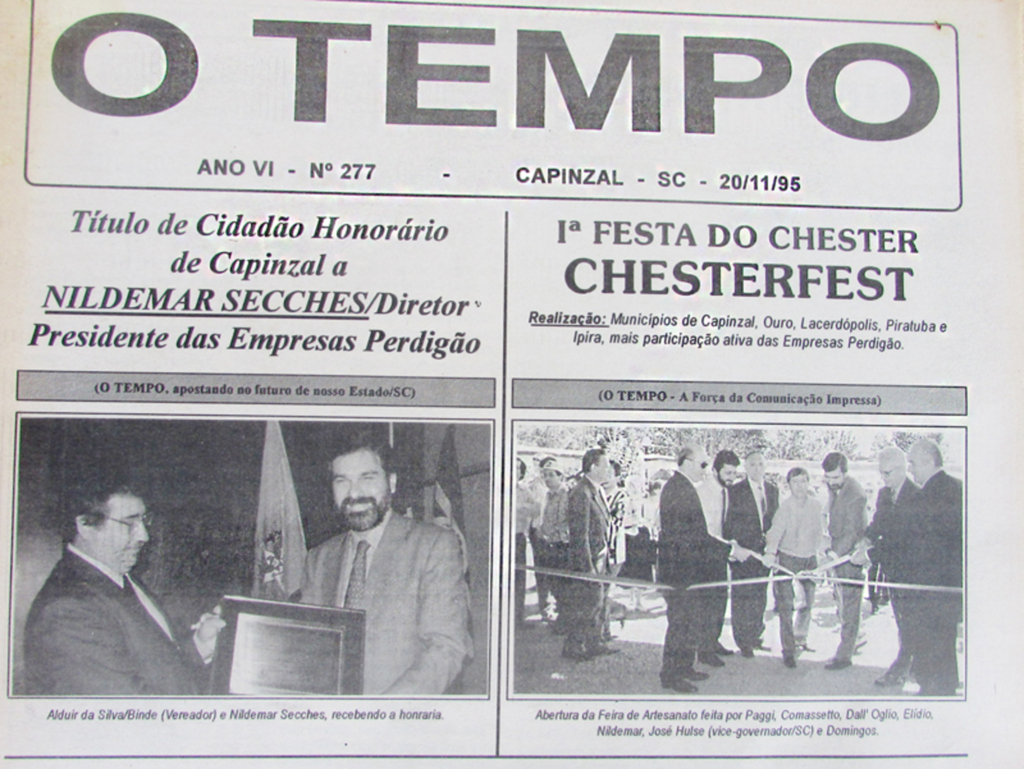 O TEMPO
ANO VI - Nº 277 - CAPINZAL - SC - 20/11/95
Título de Cidadão Honorário
de Capinzal a
NILDEMAR SECCHES/Diretor
Presidente das Empresas Perdigão
(O TEMPO, apostando no futuro de nosso Estado/SC)
Alduir da Silva/Binde (Vereador) e Nildemar Secches, recebendo a honraria.
Iª FESTA DO CHESTER
CHESTERFEST
Realização: Municípios de Capinzal, Ouro, Lacerdópolis, Piratuba e
Ipira, mais participação ativa das Empresas Perdigão.
(O TEMPO - A Força da Comunicação Impressa)
Abertura da Feira de Artesanato feita por Paggi, Comassetto, Dall' Oglio, Elídio,
Nildemar, José Hulse (vice-governador/SC) e Domingos.